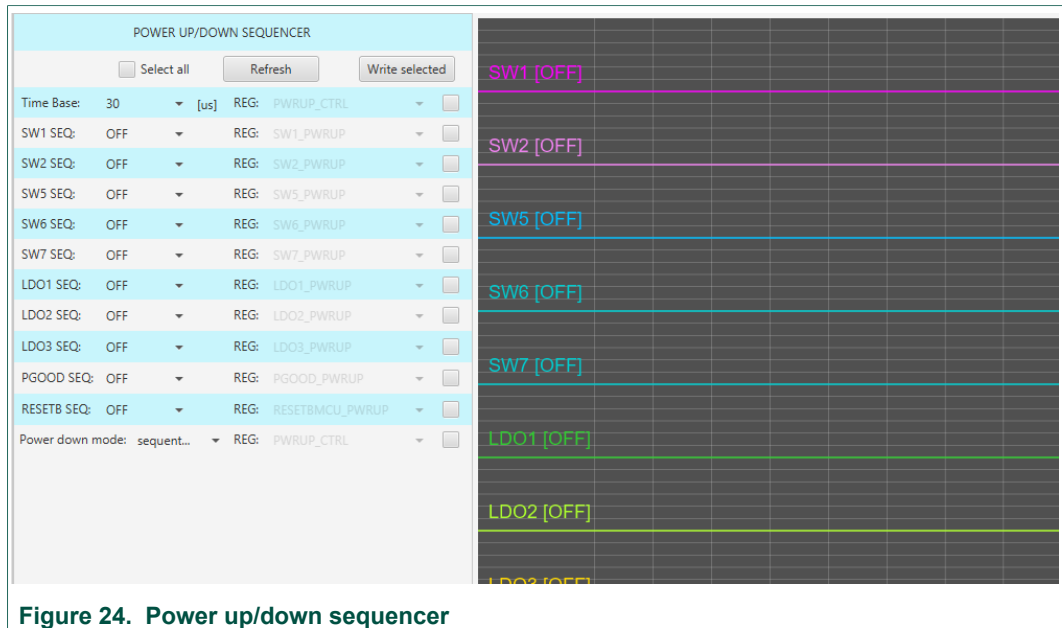 POWER UP/DOWN SEQUENCER
Select all Refresh Write selected
Time Base: 30 [us] REG: PWRUP_CTRL
SW1 SEQ: OFF REG: SW1_PWRUP
SW2 SEQ: OFF REG: SW2_PWRUP
SW5 SEQ: OFF REG: SW5_PWRUP
SW6 SEQ: OFF REG: SW6_PWRUP
SW7 SEQ: OFF REG: SW7_PWRUP
LDO1 SEQ: OFF REG: LDO1_PWRUP
LDO2 SEQ: OFF REG: LDO2_PWRUP
LDO3 SEQ: OFF REG: LDO3_PWRUP
PGOOD SEQ: OFF REG: PGOOD_PWRUP
RESETB SEQ: OFF REG: RESETBMCU_PWRUP
Power down mode: sequent... REG: PWRUP_CTRL
SW1 [OFF]
SW2 [OFF]
SW5 [OFF]
SW6 [OFF]
SW7 [OFF]
LDO1 [OFF]
LDO2 [OFF]
LDO3 [OFF]
Figure 24. Power up/down sequencer